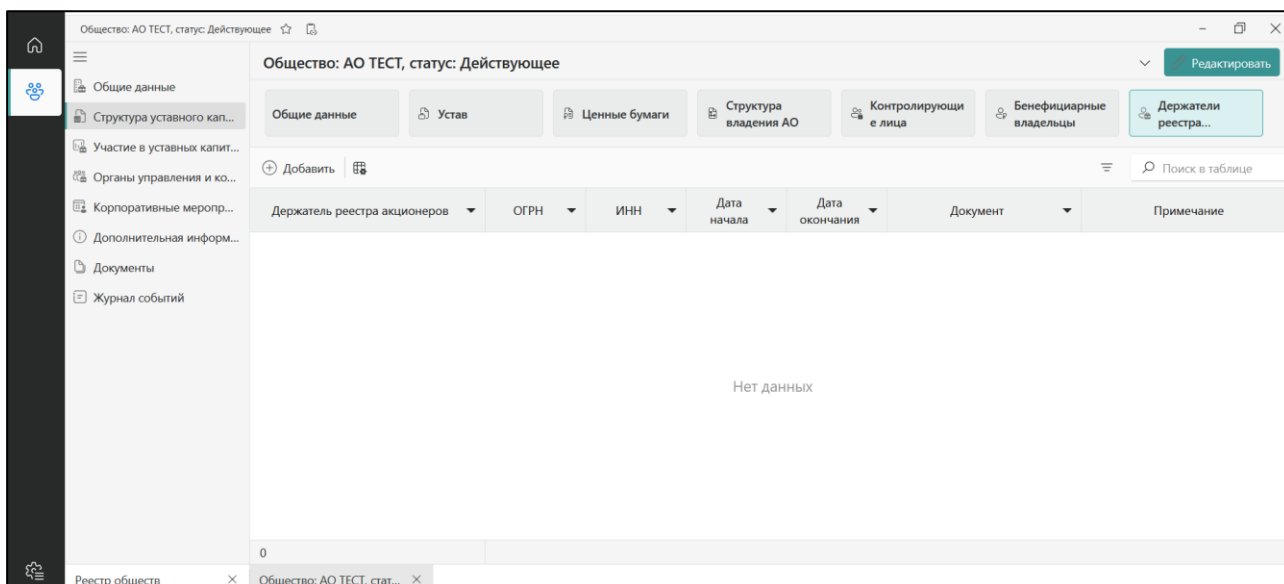 Общество: АО ТЕСТ, статус: Действующее
Общество: АО ТЕСТ, статус: Действующее
Редактировать
Общие данные
Структура уставного кап...
Участие в уставных капит...
Органы управления и ко...
Корпоративные меропр...
Дополнительная информ...
Документы
Журнал событий
Общие данные
Устав
Ценные бумаги
Структура
владения АО
Контролирующи
е лица
Бенефициарные
владельцы
Держатели
реестра...
Добавить
Поиск в таблице
Держатель реестра акционеров
ОГРН
ИНН
Дата
начала
Дата
окончания
Документ
Примечание
Нет данных
0
Реестр обществ
Общество: АО ТЕСТ, стат...